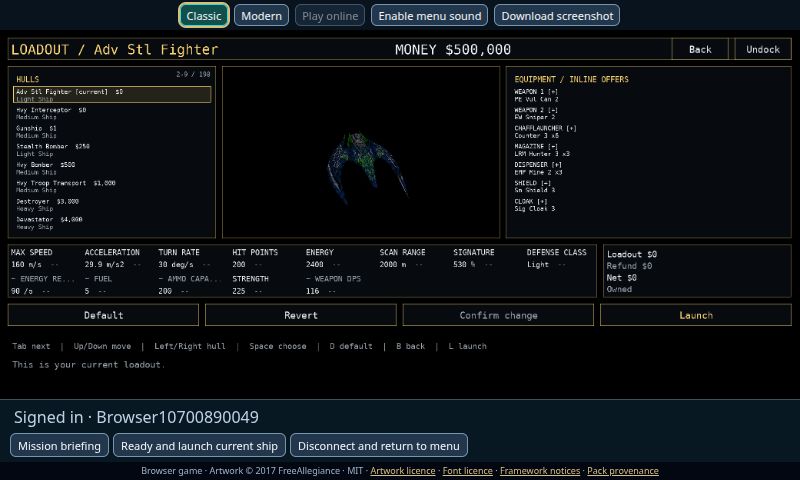 Classic Modern Play online Enable menu sound Download screenshot
LOADOUT / Adv Stl Fighter MONEY $500,000 Back Undock
HULLS 2-9 / 190
Adv Stl Fighter [current] $0
Light Ship
Hvy Interceptor $0
Medium Ship
Gunship $1
Medium Ship
Stealth Bomber $250
Light Ship
Hvy Bomber $500
Medium Ship
Hvy Troop Transport $1,000
Medium Ship
Destroyer $3,000
Heavy Ship
Devastator $4,000
Heavy Ship
EQUIPMENT / INLINE OFFERS
WEAPON 1 [+]
PE Vul Can 2
WEAPON 2 [+]
EW Sniper 2
CHAFFLAUNCHER [+]
Counter 3 x6
MAGAZINE [+]
LRM Hunter 3 x3
DISPENSER [+]
EMP Mine 2 x3
SHIELD [+]
Sm Shield 3
CLOAK [+]
Sig Cloak 3
MAX SPEED ACCELERATION TURN RATE HIT POINTS ENERGY SCAN RANGE SIGNATURE DEFENSE CLASS
160 m/s -- 29.9 m/s2 -- 30 deg/s -- 200 -- 2400 -- 2000 m -- 530 % -- Light --
~ ENERGY RE... ~ FUEL ~ AMMO CAPA... STRENGTH ~ WEAPON DPS
90 /s -- 5 -- 200 -- 225 -- 116 --
Loadout $0
Refund $0
Net $0
Owned
Default Revert Confirm change Launch
Tab next | Up/Down move | Left/Right hull | Space choose | D default | B back | L launch
This is your current loadout.
Signed in · Browser10700890049
Mission briefing Ready and launch current ship Disconnect and return to menu
Browser game · Artwork © 2017 FreeAllegiance · MIT · Artwork licence · Font licence · Framework notices · Pack provenance